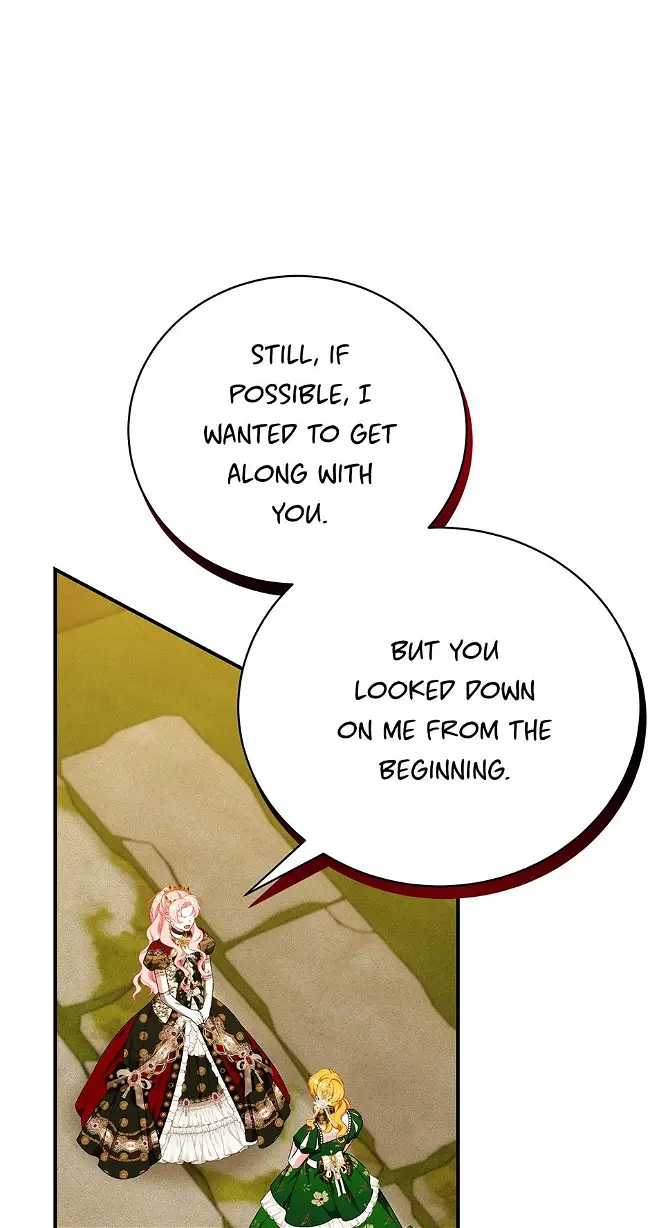 STILL, IF
POSSIBLE, I
WANTED TO GET
ALONG WITH
YOU.
BUT YOU
LOOKED DOWN
ON ME FROM THE
BEGINNING.